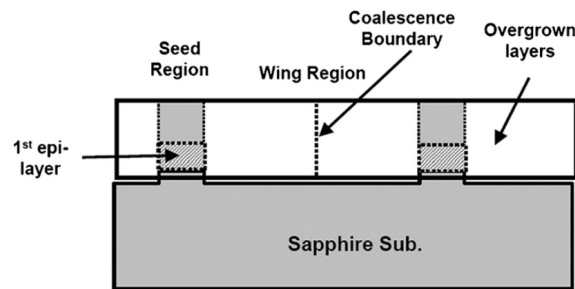 Coalescence
Boundary
Overgrown
layers
Seed
Region
Wing Region
1st epi-
layer
Sapphire Sub.